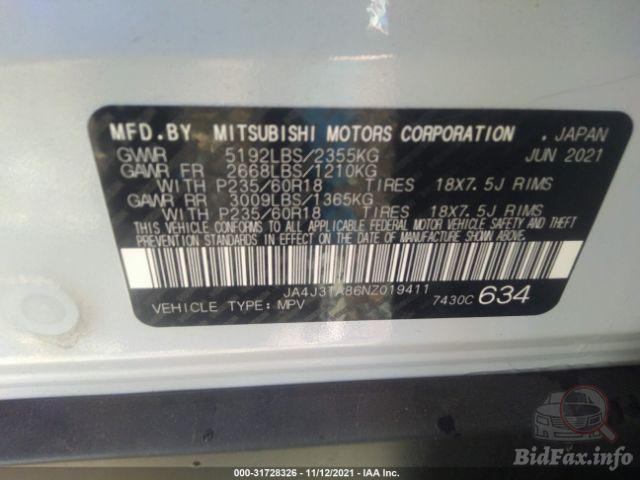 MFD.BY MITSUBISHI MOTORS CORPORATION . JAPAN
GVWR 5192LBS/2355KG JUN 2021
GAWR FR 2668LBS/1210KG
WITH P235/60R18 TIRES 18X7.5J RIMS
GAWR RR 3009LBS/1365KG
WITH P235/60R18 TIRES 18X7.5J RIMS
THIS VEHICLE CONFORMS TO ALL APPLICABLE FEDERAL MOTOR VEHICLE SAFETY AND
THEFT PREVENTION STANDARDS IN EFFECT ON THE DATE OF MANUFACTURE SHOWN ABOVE.
JA4J3TA86NZ019411
VEHICLE TYPE:MPV 7430C 634
BidFax.info
000-31728326 - 11/12/2021 - IAA Inc.